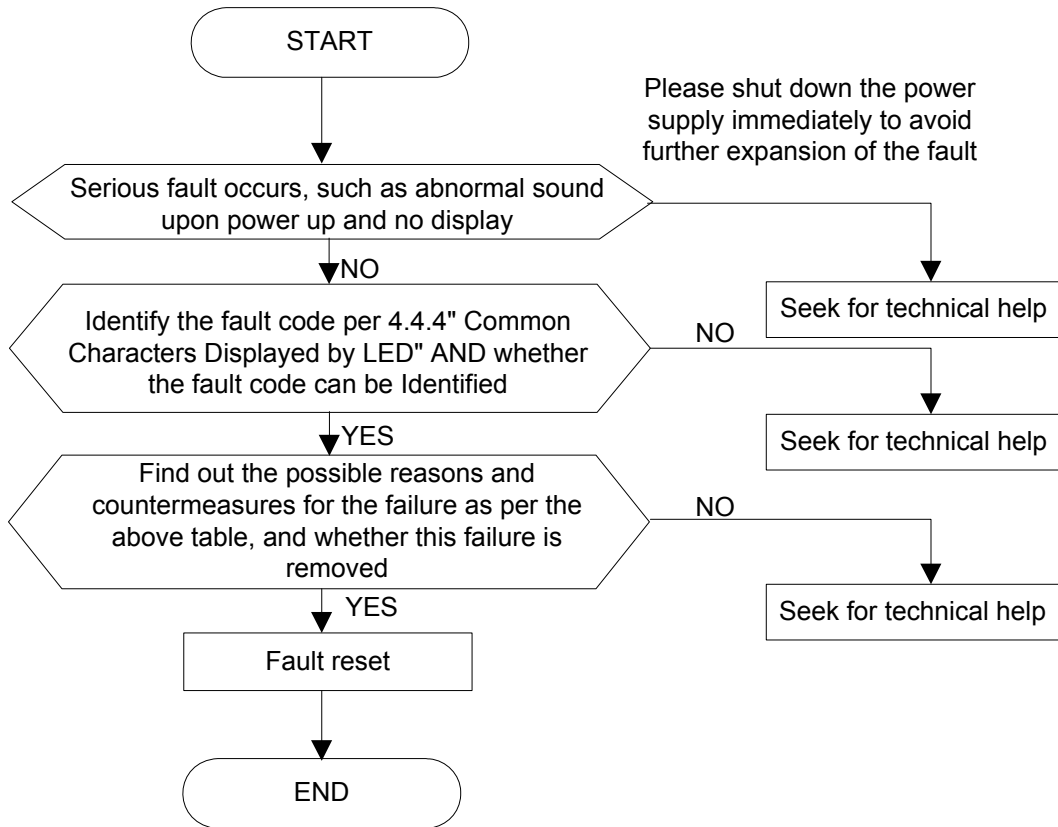 START
Please shut down the power
supply immediately to avoid
further expansion of the fault
Serious fault occurs, such as abnormal sound
upon power up and no display
NO
Seek for technical help
Identify the fault code per 4.4.4" Common
Characters Displayed by LED" AND whether
the fault code can be Identified
NO
YES
Seek for technical help
Find out the possible reasons and
countermeasures for the failure as per the
above table, and whether this failure is
removed
NO
YES
Seek for technical help
Fault reset
END